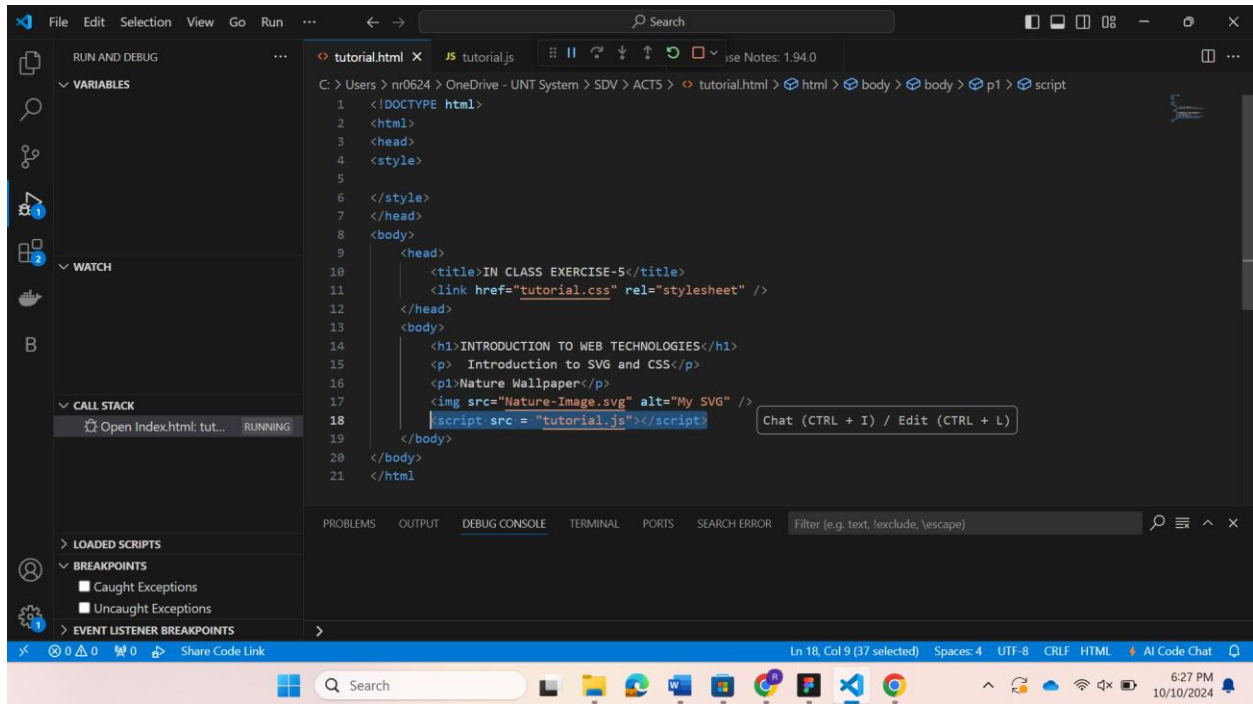 File Edit Selection View Go Run ··· Search
RUN AND DEBUG ···
VARIABLES
WATCH
CALL STACK
Open Index.html: tut... RUNNING
LOADED SCRIPTS
BREAKPOINTS
Caught Exceptions
Uncaught Exceptions
EVENT LISTENER BREAKPOINTS
tutorial.html JS tutorial.js se Notes: 1.94.0
C: > Users > nr0624 > OneDrive - UNT System > SDV > ACT5 > tutorial.html > html > body > body > p1 > script
1 <!DOCTYPE html>
2 <html>
3 <head>
4 <style>
5
6 </style>
7 </head>
8 <body>
9 <head>
10 <title>IN CLASS EXERCISE-5</title>
11 <link href="tutorial.css" rel="stylesheet" />
12 </head>
13 <body>
14 <h1>INTRODUCTION TO WEB TECHNOLOGIES</h1>
15 <p>  Introduction to SVG and CSS</p>
16 <p1>Nature Wallpaper</p>
17 <img src="Nature-Image.svg" alt="My SVG" />
18 <script src = "tutorial.js"></script> Chat (CTRL + I) / Edit (CTRL + L)
19 </body>
20 </body>
21 </html
PROBLEMS OUTPUT DEBUG CONSOLE TERMINAL PORTS SEARCH ERROR Filter (e.g. text, !exclude, \escape)
>
0 0 0 Share Code Link Ln 18, Col 9 (37 selected) Spaces: 4 UTF-8 CRLF HTML AI Code Chat
Search 6:27 PM
10/10/2024